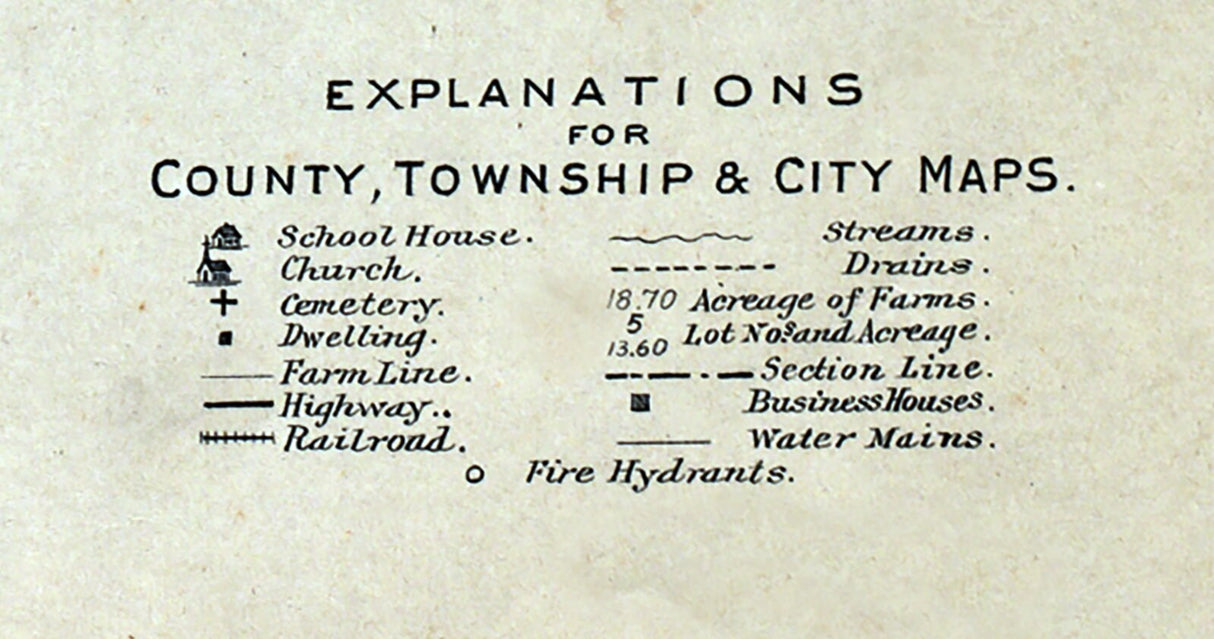 EXPLANATIONS
FOR
COUNTY, TOWNSHIP & CITY MAPS.
School House.
Church.
Cemetery.
Dwelling.
Farm Line.
Highway..
Railroad.
Streams.
Drains.
18.70 Acreage of Farms.
5
13.60 Lot Nos. and Acreage.
Section Line.
Business Houses.
Water Mains.
Fire Hydrants.